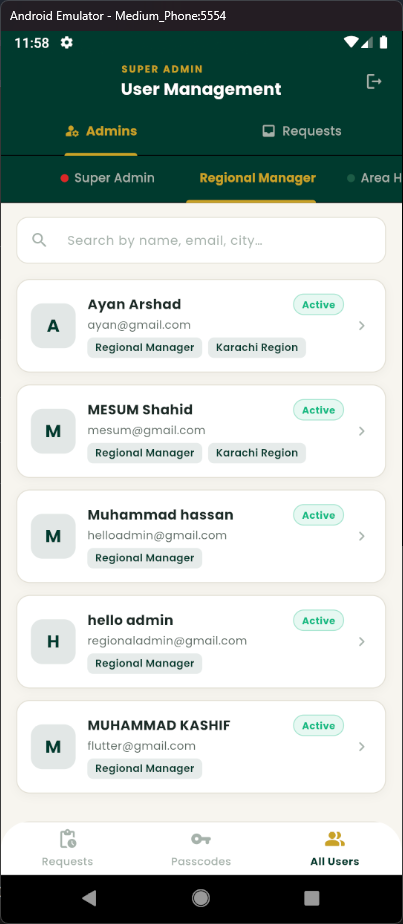 Android Emulator - Medium_Phone:5554
11:58
SUPER ADMIN
User Management
Admins Requests
Super Admin Regional Manager Area H
Search by name, email, city...
A
Ayan Arshad Active
ayan@gmail.com
Regional Manager Karachi Region
M
MESUM Shahid Active
mesum@gmail.com
Regional Manager Karachi Region
M
Muhammad hassan Active
helloadmin@gmail.com
Regional Manager
H
hello admin Active
regionaladmin@gmail.com
Regional Manager
M
MUHAMMAD KASHIF Active
flutter@gmail.com
Regional Manager
Requests Passcodes All Users